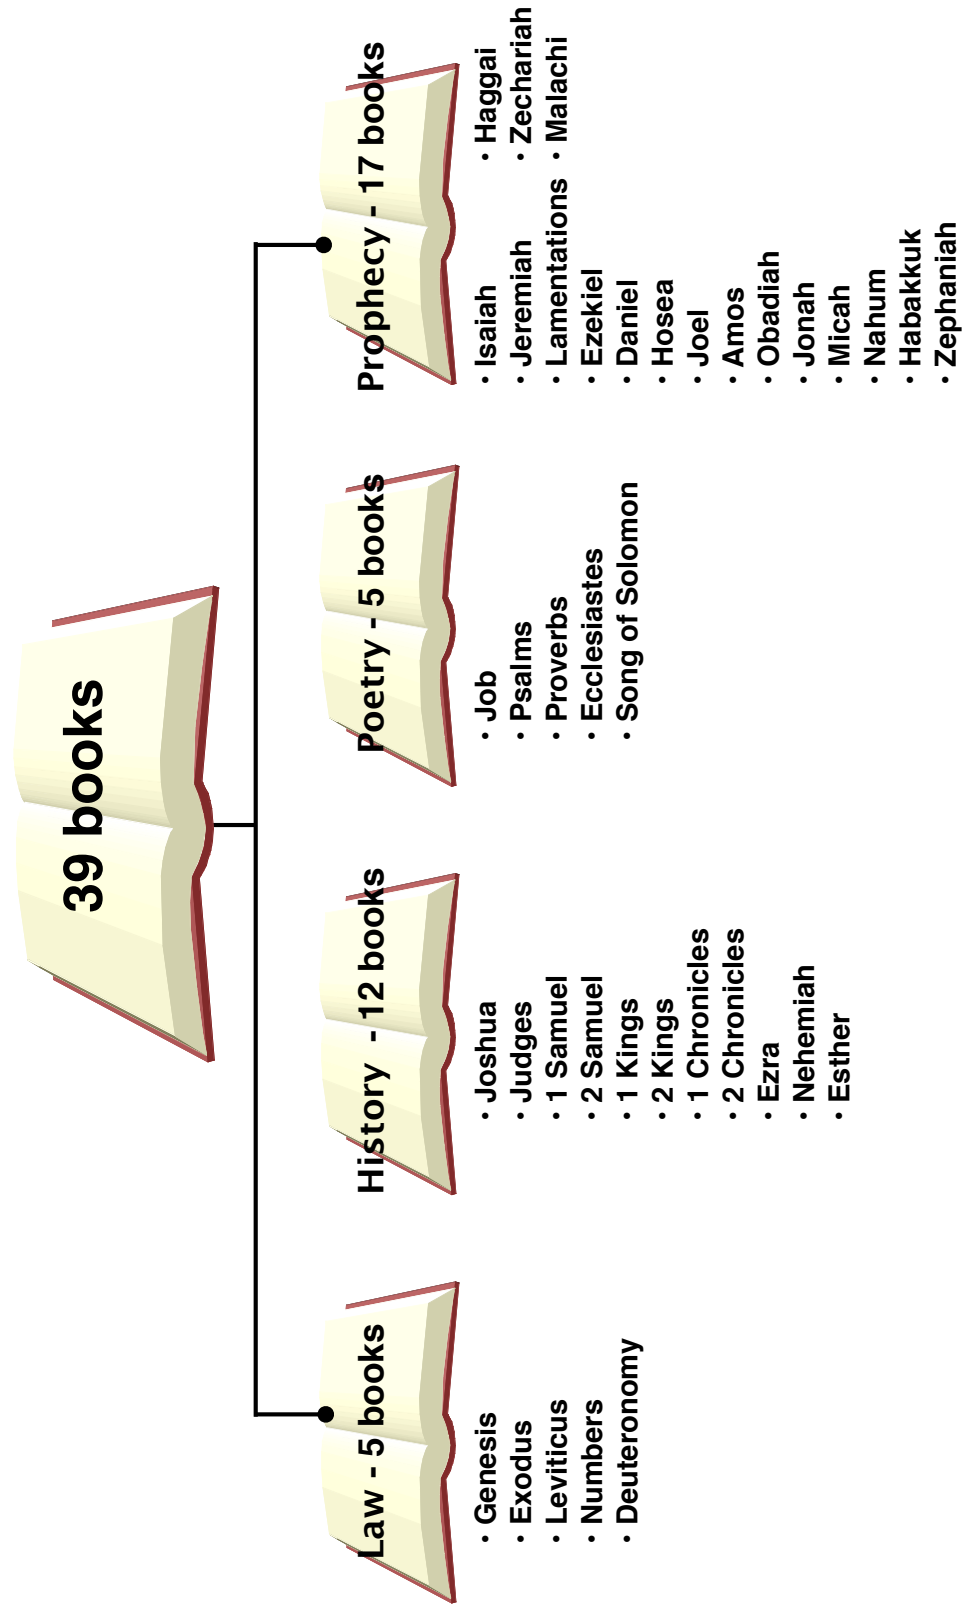 39 books
Law - 5 books
• Genesis
• Exodus
• Leviticus
• Numbers
• Deuteronomy
History - 12 books
• Joshua
• Judges
• 1 Samuel
• 2 Samuel
• 1 Kings
• 2 Kings
• 1 Chronicles
• 2 Chronicles
• Ezra
• Nehemiah
• Esther
Poetry - 5 books
• Job
• Psalms
• Proverbs
• Ecclesiastes
• Song of Solomon
Prophecy - 17 books
• Isaiah
• Jeremiah
• Lamentations
• Ezekiel
• Daniel
• Hosea
• Joel
• Amos
• Obadiah
• Jonah
• Micah
• Nahum
• Habakkuk
• Zephaniah
• Haggai
• Zechariah
• Malachi